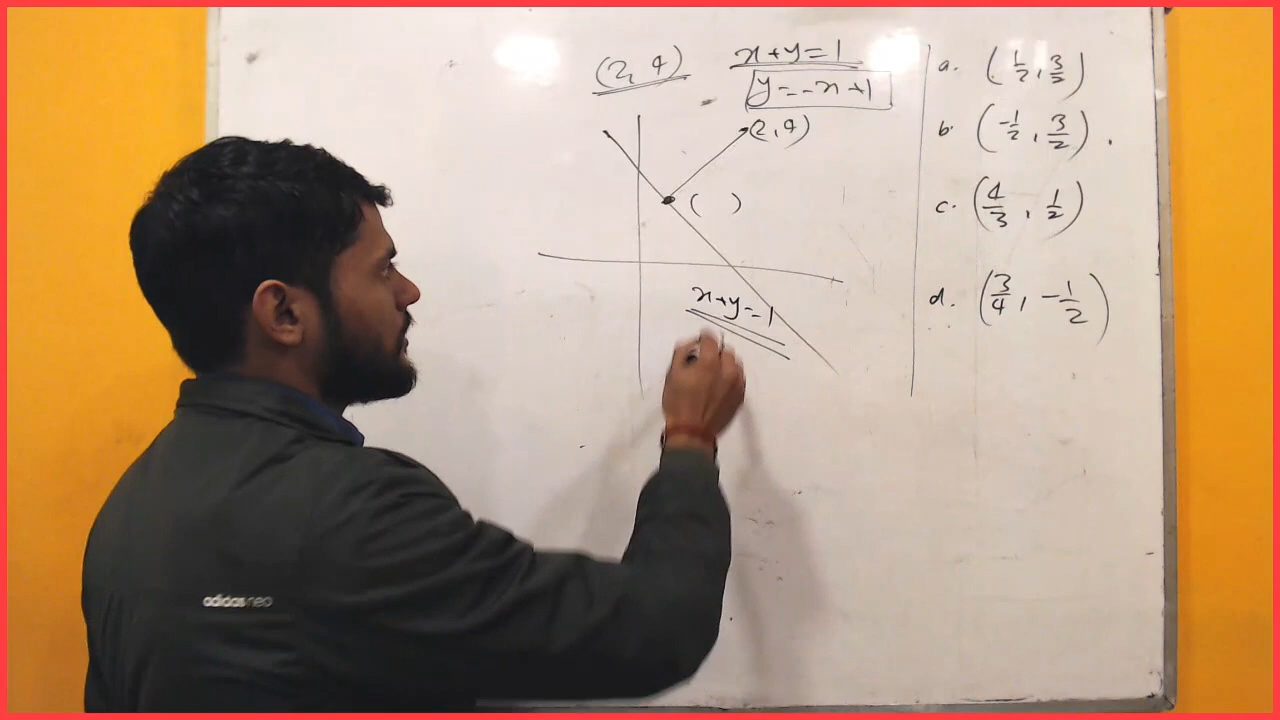 (2, 4)
x+y=1
y=-x+1
(2, 4)
( )
x+y=1
a. (1/2, 3/2)
b. (-1/2, 3/2) .
c. (4/3, 1/2)
d. (3/4, -1/2)
adidas neo